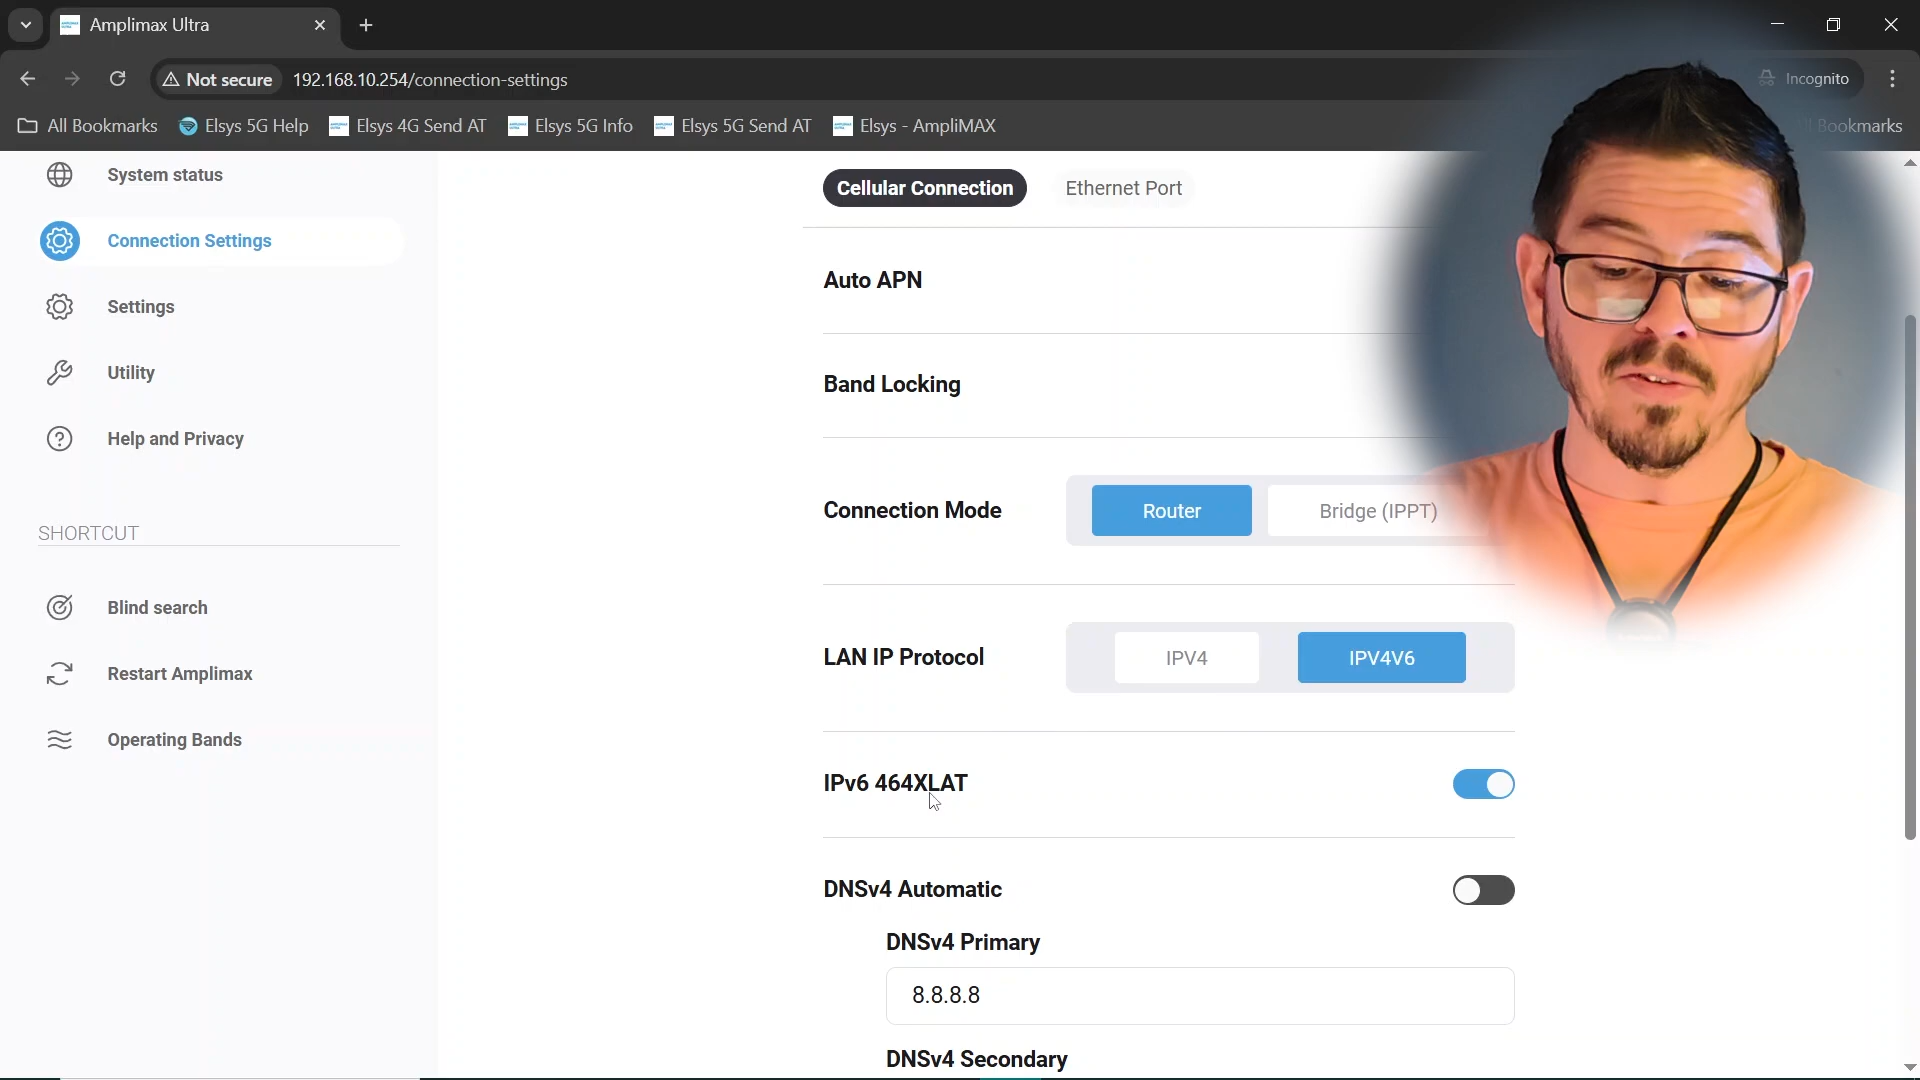 Amplimax Ultra
Not secure
192.168.10.254/connection-settings
Incognito
All Bookmarks
Elsys 5G Help
Elsys 4G Send AT
Elsys 5G Info
Elsys 5G Send AT
Elsys - AmpliMAX
All Bookmarks
System status
Connection Settings
Settings
Utility
Help and Privacy
SHORTCUT
Blind search
Restart Amplimax
Operating Bands
Cellular Connection
Ethernet Port
Auto APN
Band Locking
Connection Mode
Router
Bridge (IPPT)
LAN IP Protocol
IPV4
IPV4V6
IPv6 464XLAT
DNSv4 Automatic
DNSv4 Primary
8.8.8.8
DNSv4 Secondary